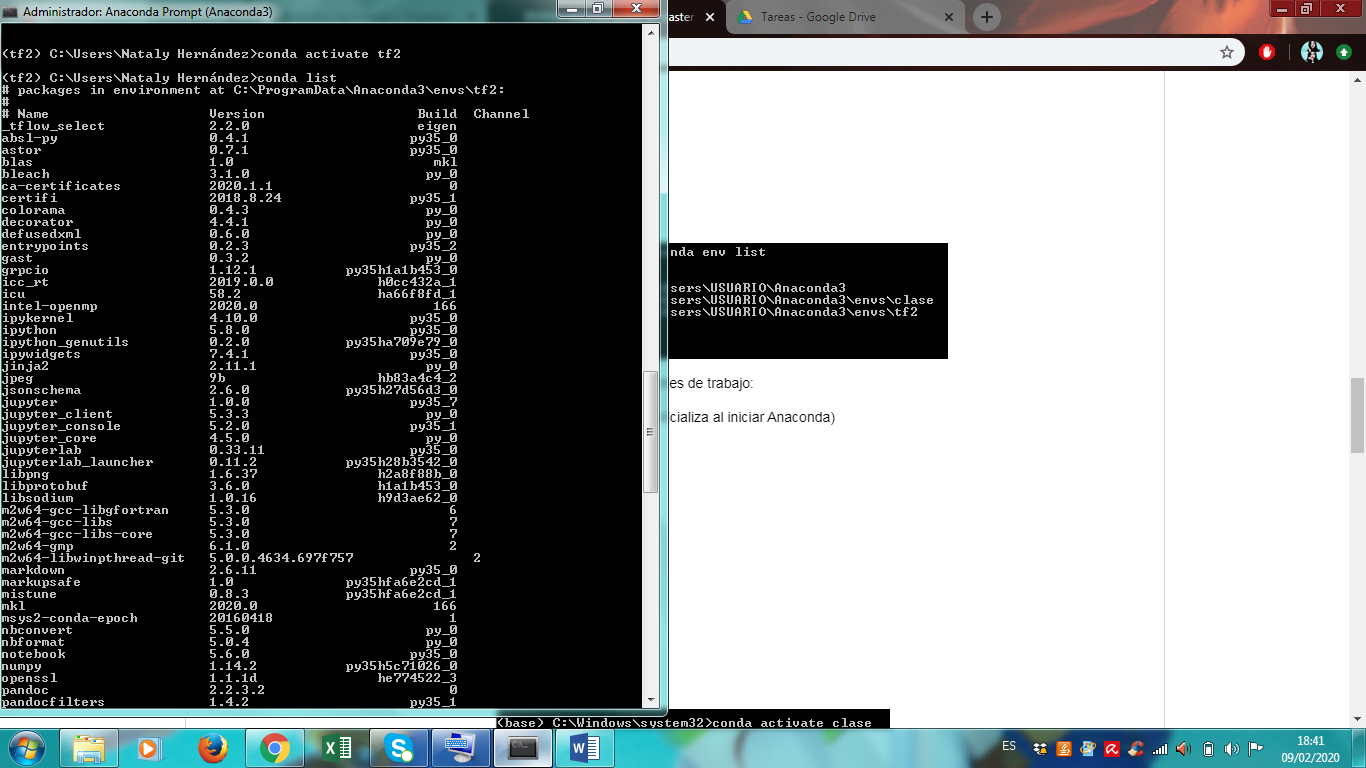 Administrador: Anaconda Prompt (Anaconda3)
(tf2) C:\Users\Nataly Hernández>conda activate tf2
(tf2) C:\Users\Nataly Hernández>conda list
# packages in environment at C:\ProgramData\Anaconda3\envs\tf2:
#
# Name Version Build Channel
_tflow_select 2.2.0 eigen
absl-py 0.4.1 py35_0
astor 0.7.1 py35_0
blas 1.0 mkl
bleach 3.1.0 py_0
ca-certificates 2020.1.1 0
certifi 2018.8.24 py35_1
colorama 0.4.3 py_0
decorator 4.4.1 py_0
defusedxml 0.6.0 py_0
entrypoints 0.2.3 py35_2
gast 0.3.2 py_0
grpcio 1.12.1 py35h1a1b453_0
icc_rt 2019.0.0 h0cc432a_1
icu 58.2 ha66f8fd_1
intel-openmp 2020.0 166
ipykernel 4.10.0 py35_0
ipython 5.8.0 py35_0
ipython_genutils 0.2.0 py35ha709e79_0
ipywidgets 7.4.1 py35_0
jinja2 2.11.1 py_0
jpeg 9b hb83a4c4_2
jsonschema 2.6.0 py35h27d56d3_0
jupyter 1.0.0 py35_7
jupyter_client 5.3.3 py_0
jupyter_console 5.2.0 py35_1
jupyter_core 4.5.0 py_0
jupyterlab 0.33.11 py35_0
jupyterlab_launcher 0.11.2 py35h28b3542_0
libpng 1.6.37 h2a8f88b_0
libprotobuf 3.6.0 h1a1b453_0
libsodium 1.0.16 h9d3ae62_0
m2w64-gcc-libgfortran 5.3.0 6
m2w64-gcc-libs 5.3.0 7
m2w64-gcc-libs-core 5.3.0 7
m2w64-gmp 6.1.0 2
m2w64-libwinpthread-git 5.0.0.4634.697f757 2
markdown 2.6.11 py35_0
markupsafe 1.0 py35hfa6e2cd_1
mistune 0.8.3 py35hfa6e2cd_1
mkl 2020.0 166
msys2-conda-epoch 20160418 1
nbconvert 5.5.0 py_0
nbformat 5.0.4 py_0
notebook 5.6.0 py35_0
numpy 1.14.2 py35h5c71026_0
openssl 1.1.1d he774522_3
pandoc 2.2.3.2 0
pandocfilters 1.4.2 py35_1
aster
Tareas - Google Drive
nda env list
sers\USUARIO\Anaconda3
sers\USUARIO\Anaconda3\envs\clase
sers\USUARIO\Anaconda3\envs\tf2
es de trabajo:
cializa al iniciar Anaconda)
(base) C:\Windows\system32>conda activate clase
ES
18:41
09/02/2020